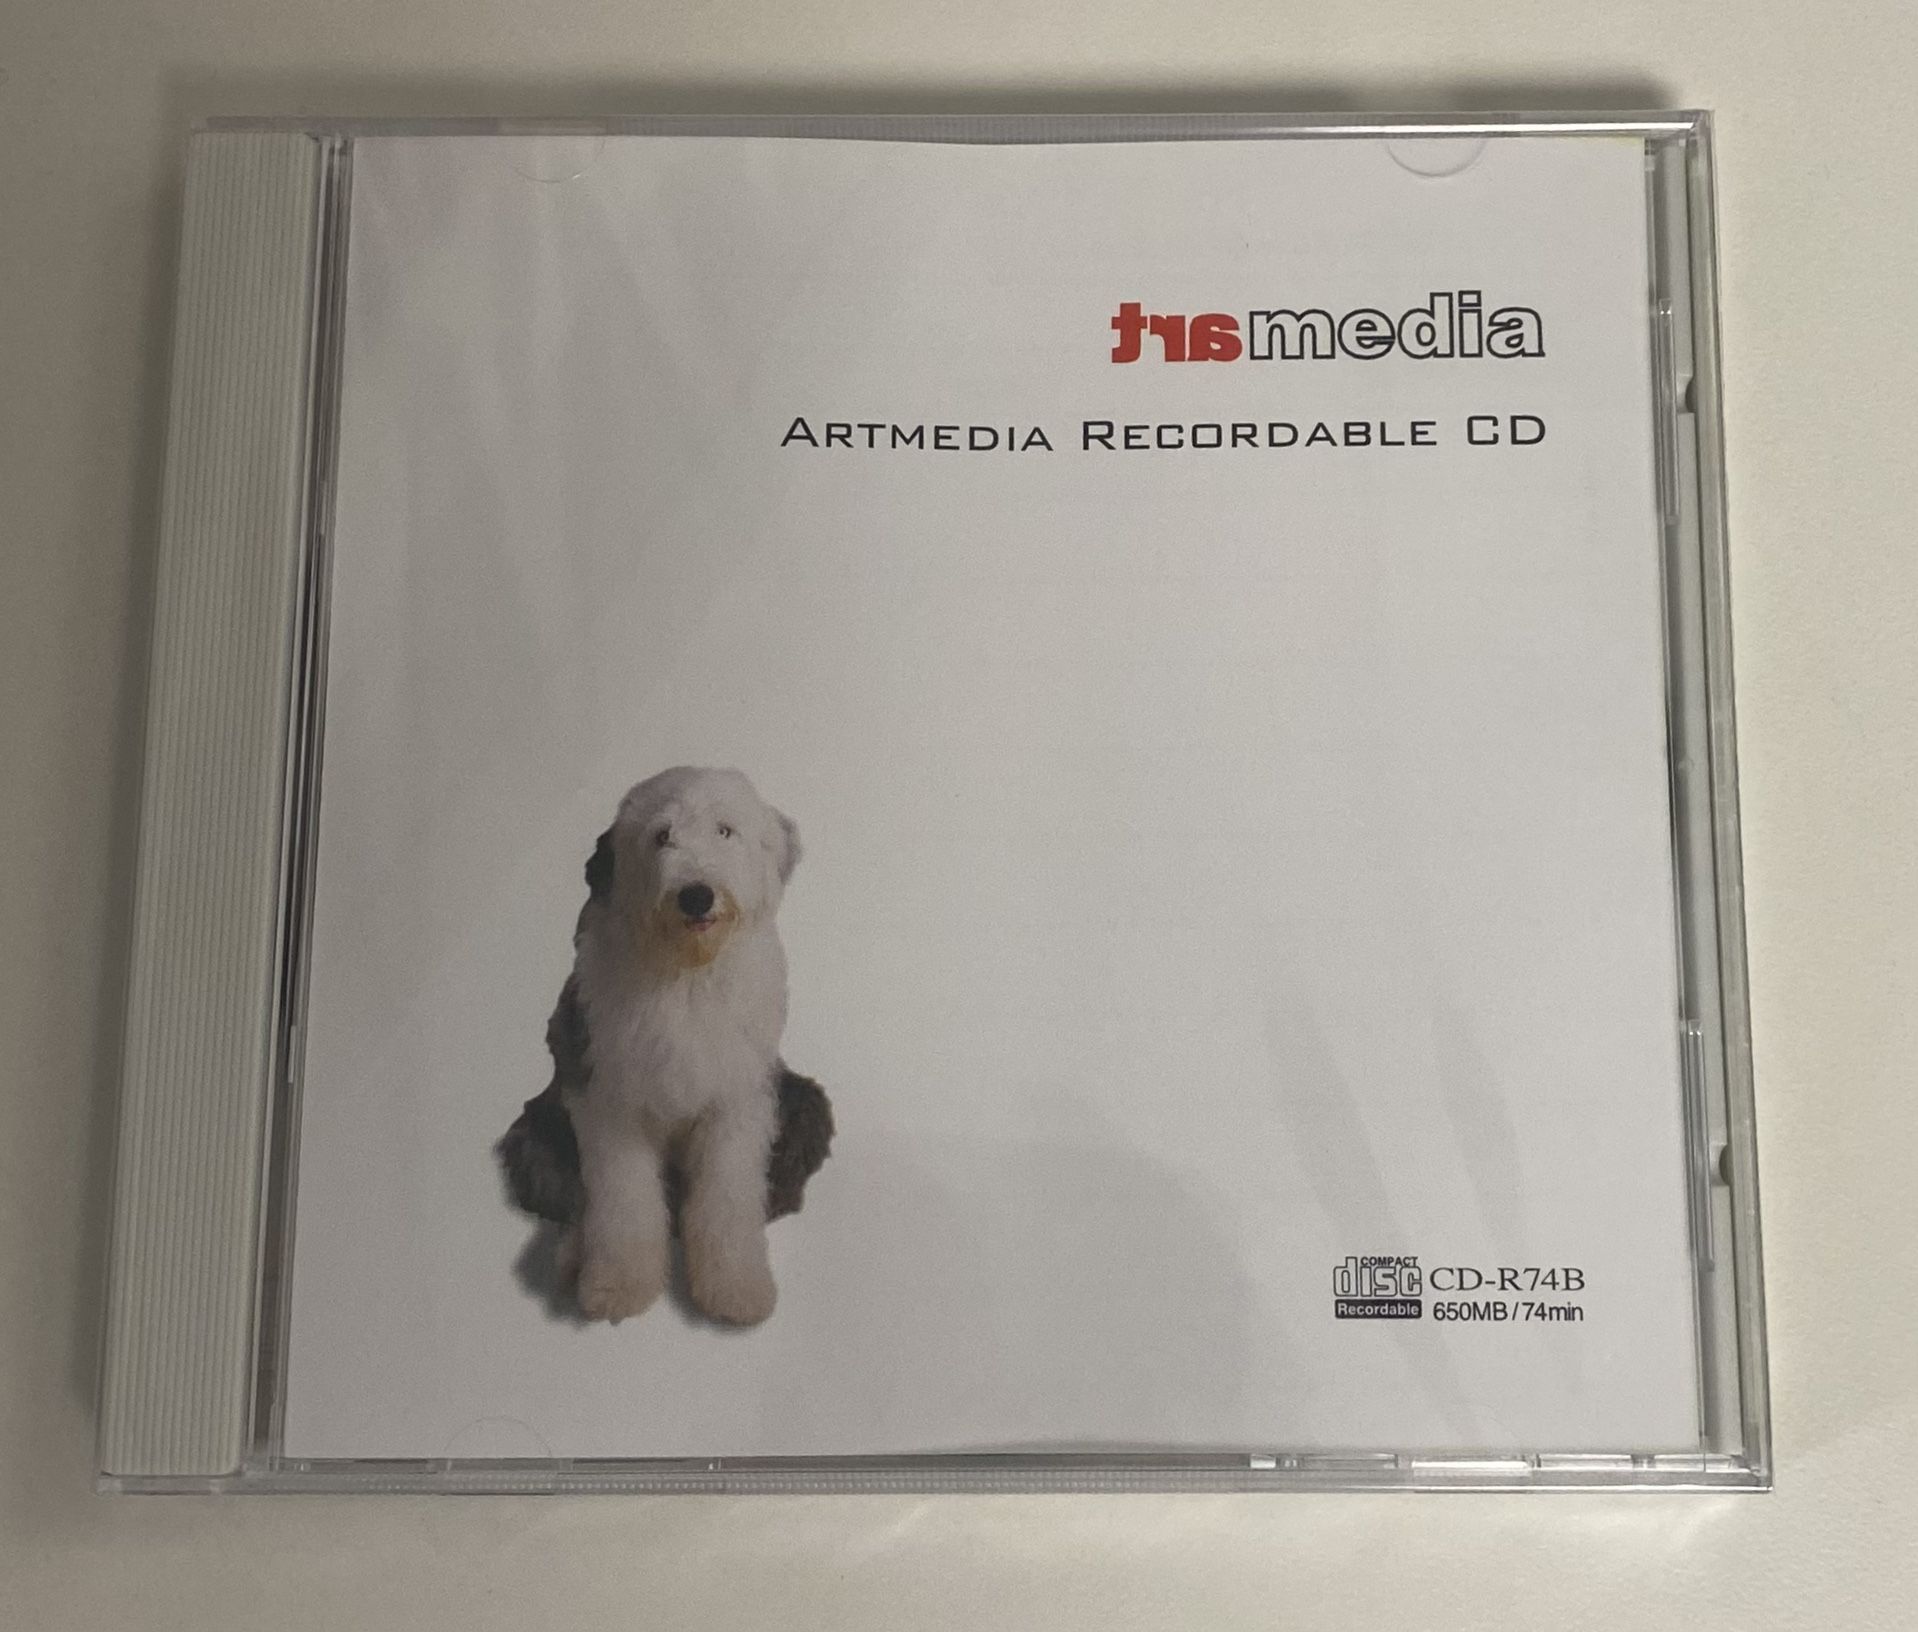 artmedia
ARTMEDIA RECORDABLE CD
COMPACT
disc
Recordable
CD-R74B
650MB/74min